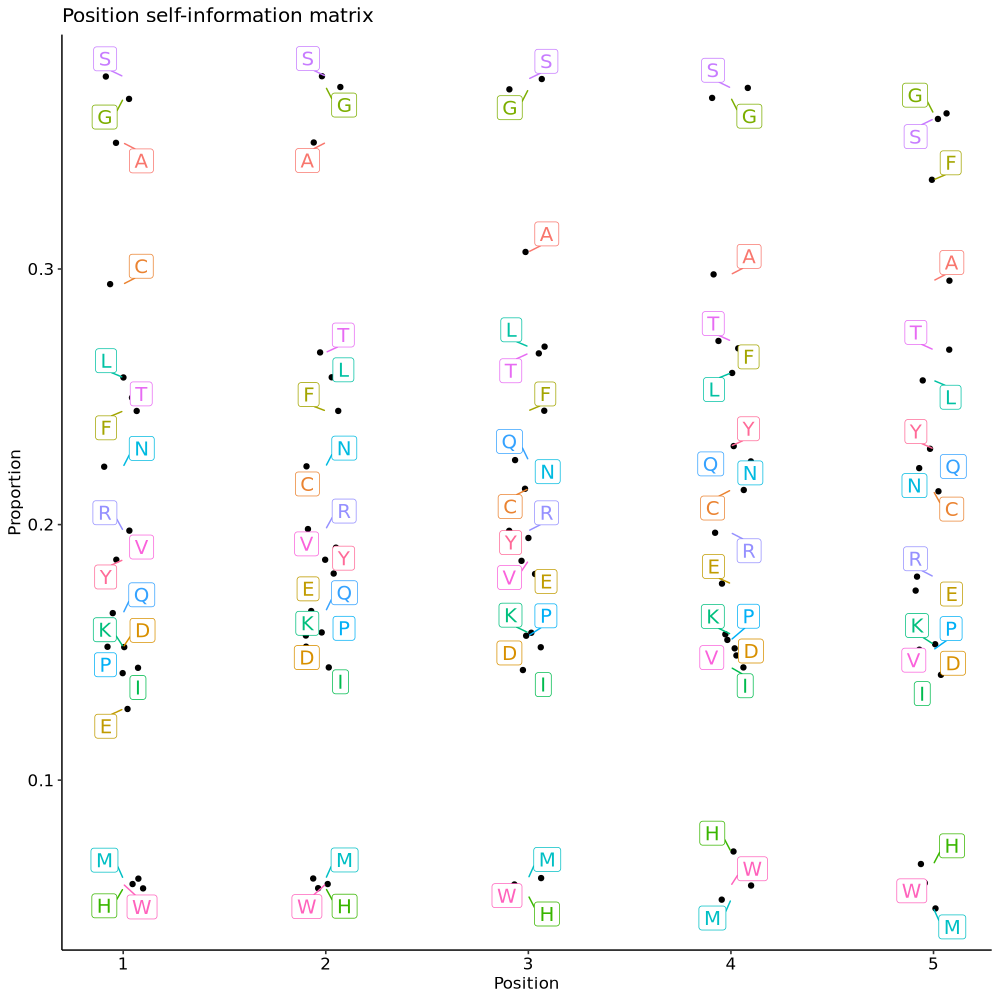 Position self-information matrix
S
S
S
S
G
G
G
G
G
S
A
A
F
A
A
A
C
T
L
T
T
L
L
T
F
L
T
F
F
L
F
N
Q
N
Y
Y
N
C
Q
N
Q
N
C
C
C
R
R
R
V
V
Y
Y
R
R
Y
V
E
E
E
E
Q
Q
K
D
K
P
K
P
K
P
P
D
D
V
D
V
D
P
I
I
I
I
I
E
M
M
M
H
H
W
W
W
H
W
H
W
H
M
M
0.3
0.2
0.1
Proportion
1 2 3 4 5
Position